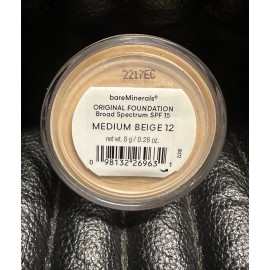 2217EC
bareMinerals®
ORIGINAL FOUNDATION
Broad Spectrum SPF 15
MEDIUM BEIGE 12
net wt. 8 g / 0.28 oz.
0 98132 26963 1